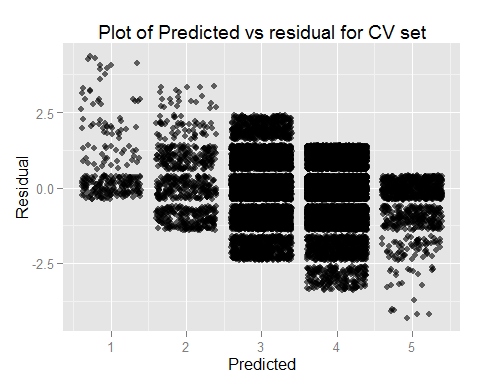 Plot of Predicted vs residual for CV set
2.5
0.0
-2.5
Residual
1 2 3 4 5
Predicted